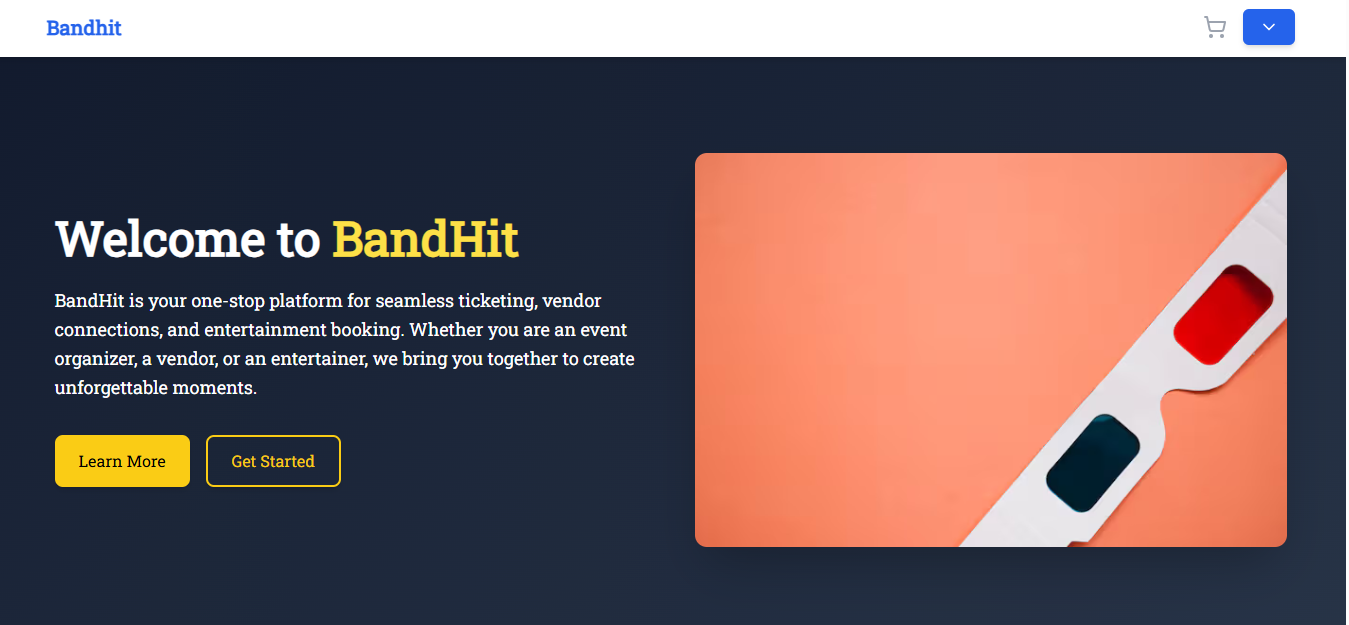 Bandhit
Welcome to BandHit
BandHit is your one-stop platform for seamless ticketing, vendor
connections, and entertainment booking. Whether you are an event
organizer, a vendor, or an entertainer, we bring you together to create
unforgettable moments.
Learn More
Get Started